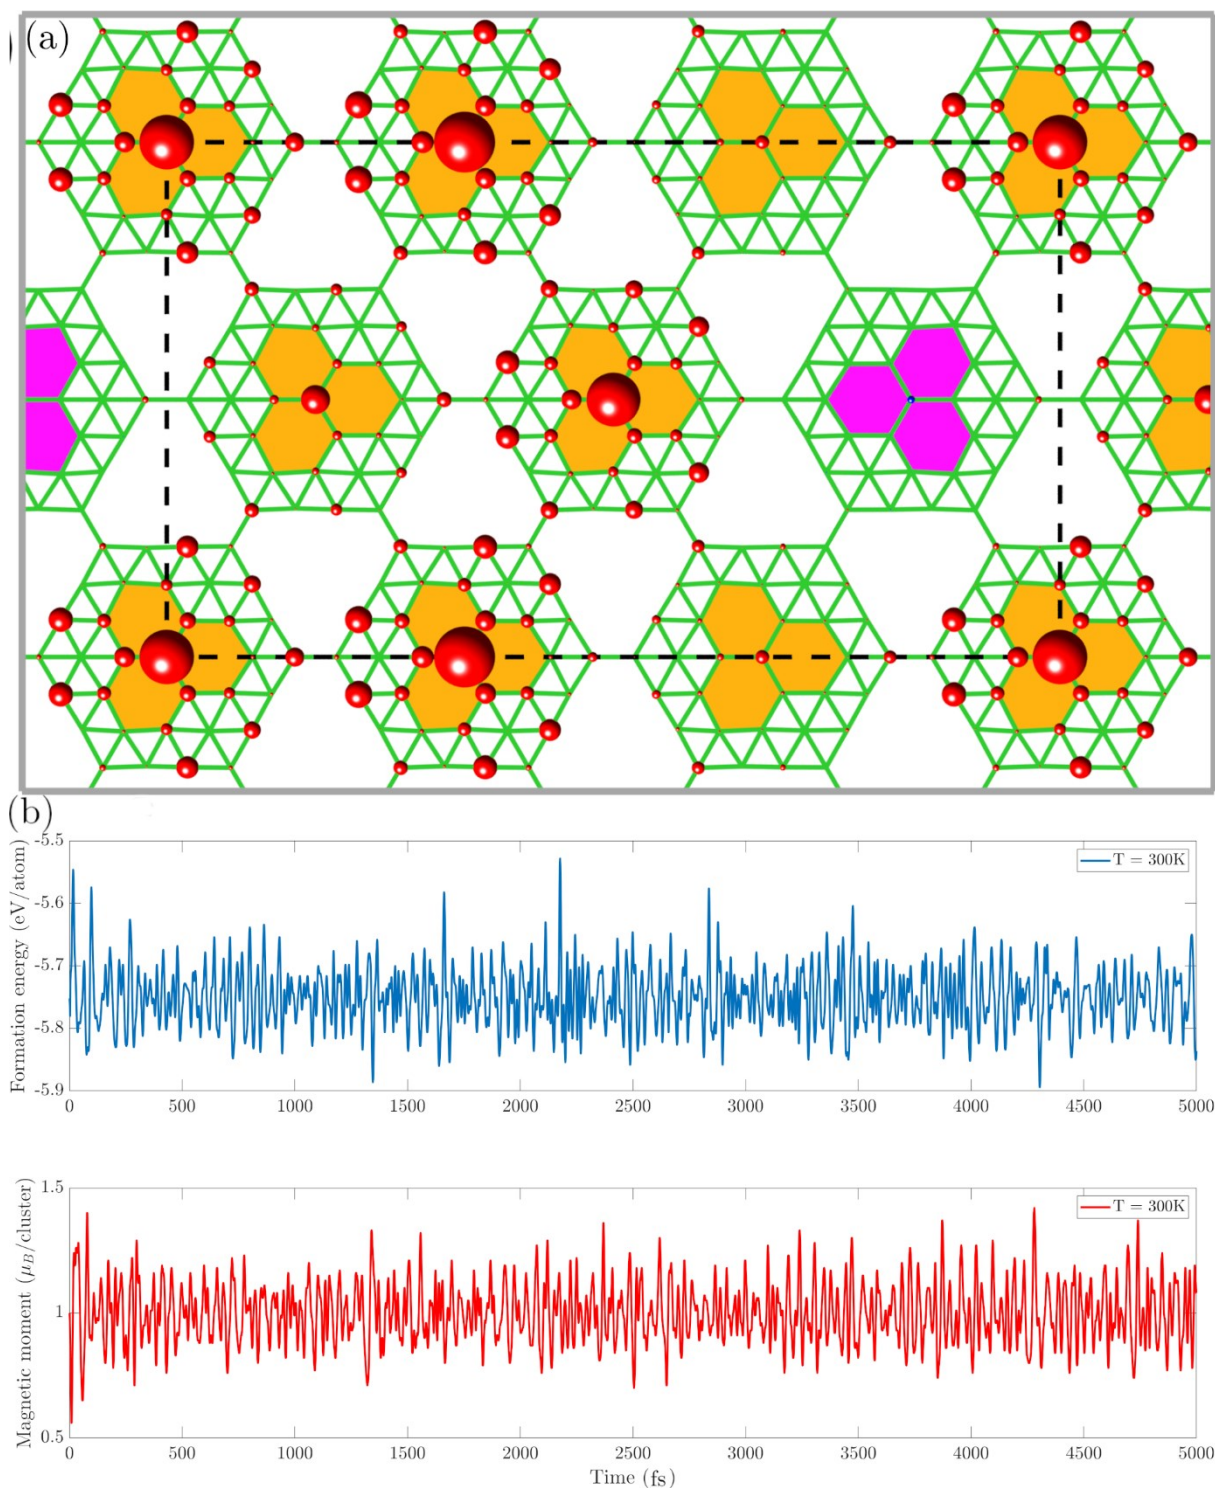 ) (a)
(b)
Formation energy (eV/atom)
-5.5
-5.6
-5.7
-5.8
-5.9
T = 300K
0 500 1000 1500 2000 2500 3000 3500 4000 4500 5000
Magnetic moment (μ_B/cluster)
1.5
1
0.5
T = 300K
0 500 1000 1500 2000 2500 3000 3500 4000 4500 5000
Time (fs)